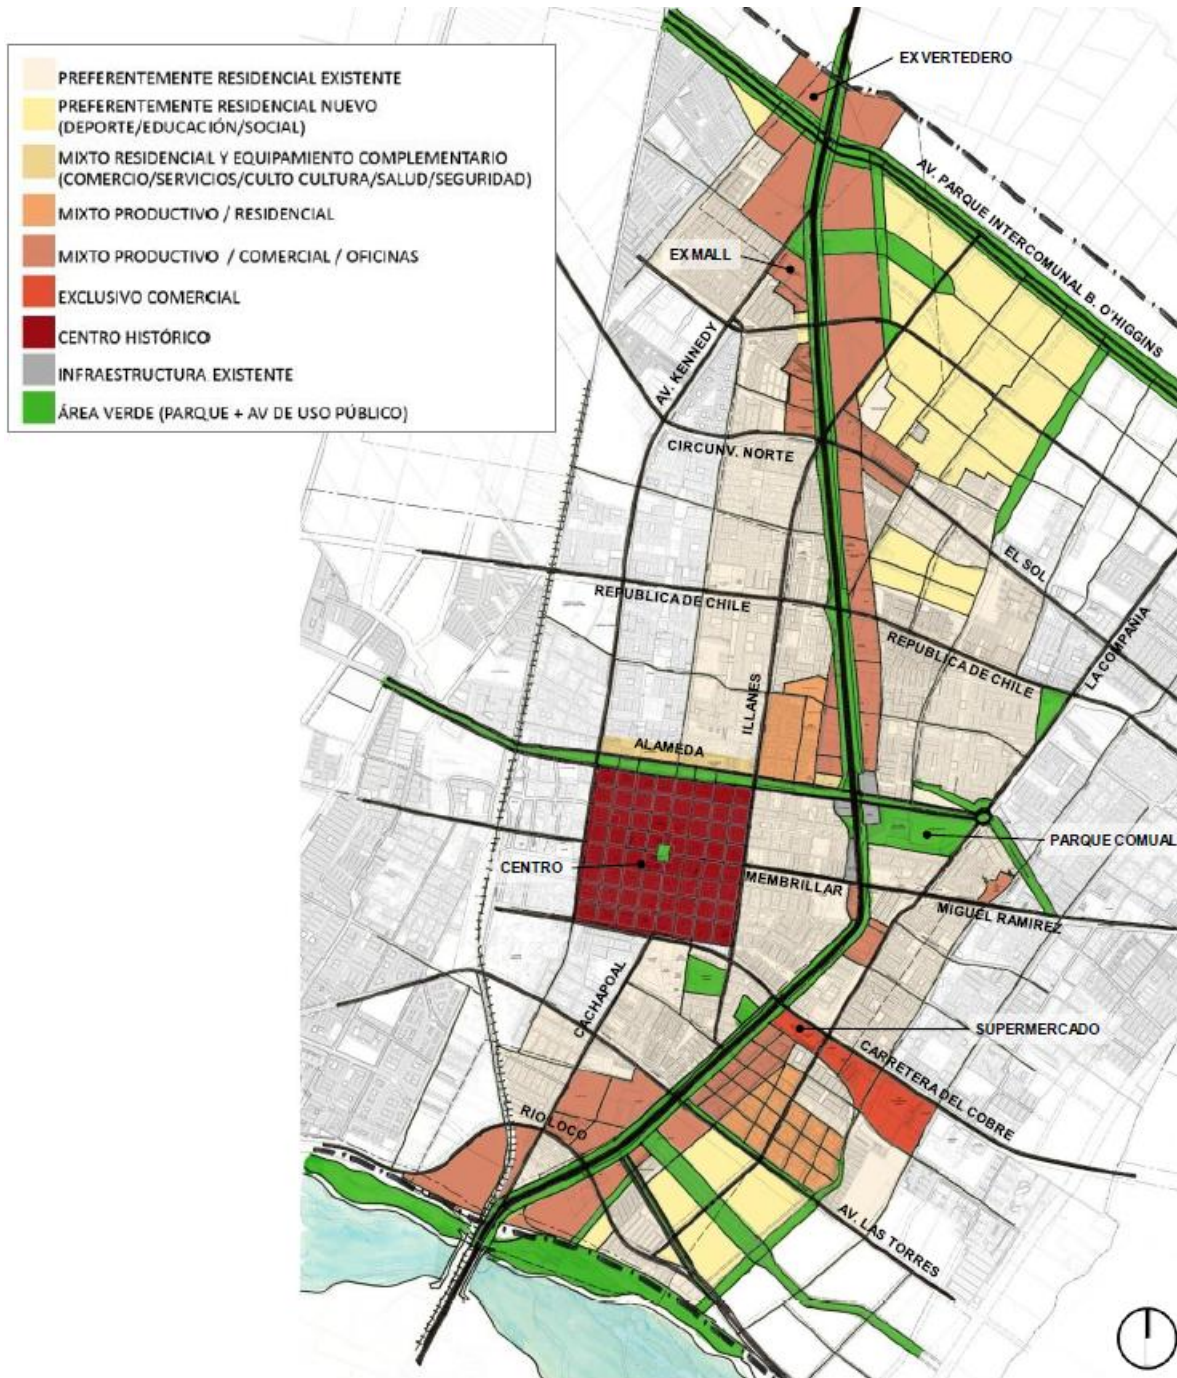 PREFERENTEMENTE RESIDENCIAL EXISTENTE
PREFERENTEMENTE RESIDENCIAL NUEVO
(DEPORTE/EDUCACIÓN/SOCIAL)
MIXTO RESIDENCIAL Y EQUIPAMIENTO COMPLEMENTARIO
(COMERCIO/SERVICIOS/CULTO CULTURA/SALUD/SEGURIDAD)
MIXTO PRODUCTIVO / RESIDENCIAL
MIXTO PRODUCTIVO / COMERCIAL / OFICINAS
EXCLUSIVO COMERCIAL
CENTRO HISTÓRICO
INFRAESTRUCTURA EXISTENTE
ÁREA VERDE (PARQUE + AV DE USO PÚBLICO)
EX VERTEDERO
AV. PARQUE INTERCOMUNAL B. O'HIGGINS
EX MALL
AV. KENNEDY
CIRCUNV. NORTE
EL SOL
REPUBLICA DE CHILE
LA COMPAÑIA
REPUBLICA DE CHILE
ILLANES
ALAMEDA
PARQUE COMUAL
CENTRO
MEMBRILLAR
MIGUEL RAMIREZ
CACHAPOAL
SUPERMERCADO
CARRETERA DEL COBRE
RIO LOCO
AV. LAS TORRES